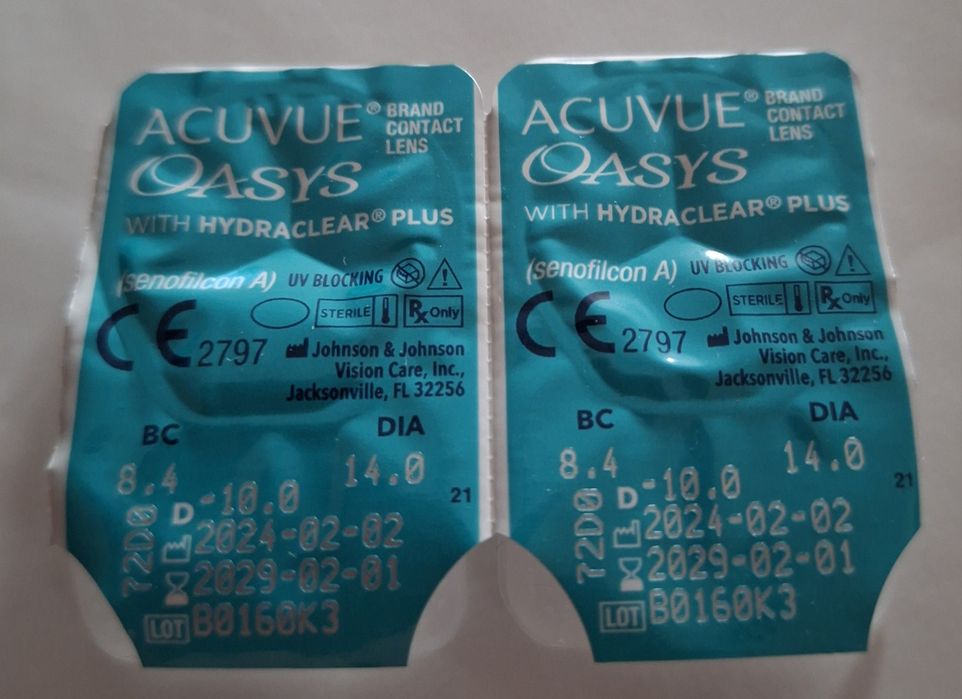 ACUVUE® BRAND CONTACT LENS
OASYS
WITH HYDRACLEAR® PLUS
(senofilcon A) UV BLOCKING
STERILE Rx Only
CE 2797 Johnson & Johnson
Vision Care, Inc.,
Jacksonville, FL 32256
BC DIA
8.4 14.0
21
D -10.0
72D0
2024-02-02
2029-02-01
LOT B0160K3
ACUVUE® BRAND CONTACT LENS
OASYS
WITH HYDRACLEAR® PLUS
(senofilcon A) UV BLOCKING
STERILE Rx Only
CE 2797 Johnson & Johnson
Vision Care, Inc.,
Jacksonville, FL 32256
BC DIA
8.4 14.0
21
D -10.0
72D0
2024-02-02
2029-02-01
LOT B0160K3